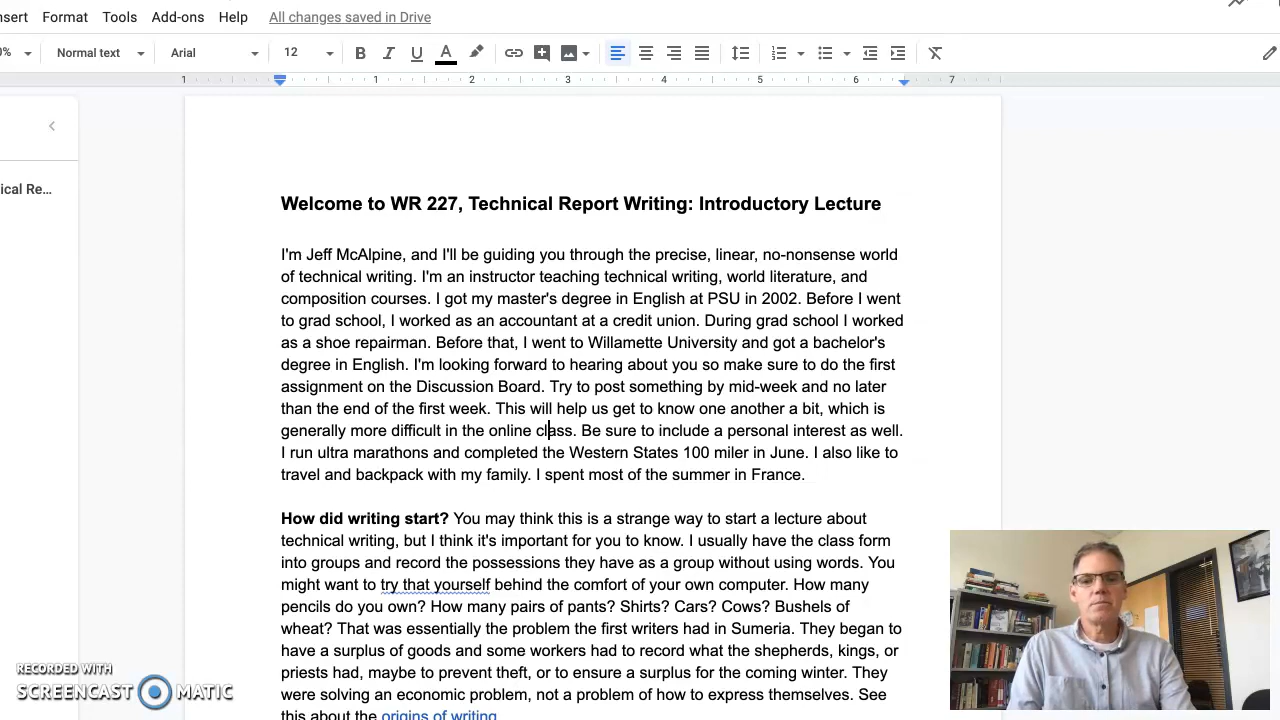 nsert Format Tools Add-ons Help All changes saved in Drive
0% Normal text Arial 12
1 1 2 3 4 5 6 7
ical Re...
Welcome to WR 227, Technical Report Writing: Introductory Lecture
I'm Jeff McAlpine, and I'll be guiding you through the precise, linear, no-nonsense world
of technical writing. I'm an instructor teaching technical writing, world literature, and
composition courses. I got my master's degree in English at PSU in 2002. Before I went
to grad school, I worked as an accountant at a credit union. During grad school I worked
as a shoe repairman. Before that, I went to Willamette University and got a bachelor's
degree in English. I'm looking forward to hearing about you so make sure to do the first
assignment on the Discussion Board. Try to post something by mid-week and no later
than the end of the first week. This will help us get to know one another a bit, which is
generally more difficult in the online class. Be sure to include a personal interest as well.
I run ultra marathons and completed the Western States 100 miler in June. I also like to
travel and backpack with my family. I spent most of the summer in France.
How did writing start? You may think this is a strange way to start a lecture about
technical writing, but I think it's important for you to know. I usually have the class form
into groups and record the possessions they have as a group without using words. You
might want to try that yourself behind the comfort of your own computer. How many
pencils do you own? How many pairs of pants? Shirts? Cars? Cows? Bushels of
wheat? That was essentially the problem the first writers had in Sumeria. They began to
have a surplus of goods and some workers had to record what the shepherds, kings, or
priests had, maybe to prevent theft, or to ensure a surplus for the coming winter. They
were solving an economic problem, not a problem of how to express themselves. See
this about the origins of writing.
RECORDED WITH
SCREENCAST MATIC